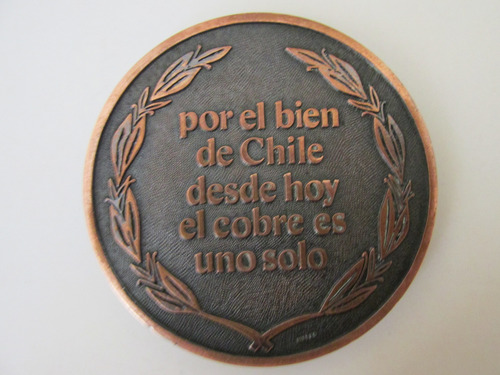 por el bien
de Chile
desde hoy
el cobre es
uno solo